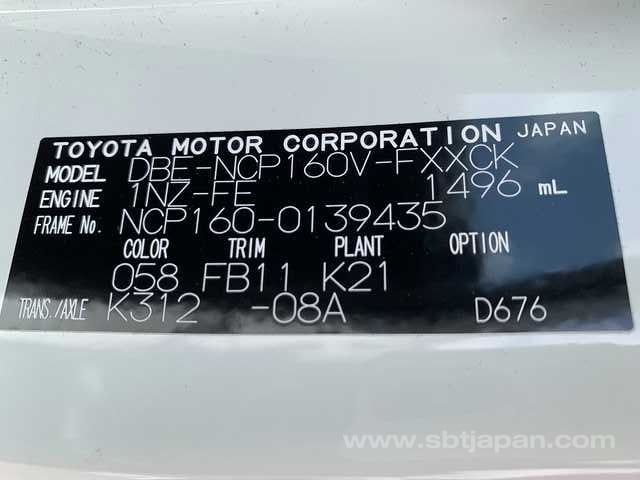 TOYOTA MOTOR CORPORATION JAPAN
MODEL DBE-NCP160V-FXXCK
ENGINE 1NZ-FE 1496 mL
FRAME No. NCP160-0139435
COLOR TRIM PLANT OPTION
058 FB11 K21
TRANS./AXLE K312 -08A D676
www.sbtjapan.com